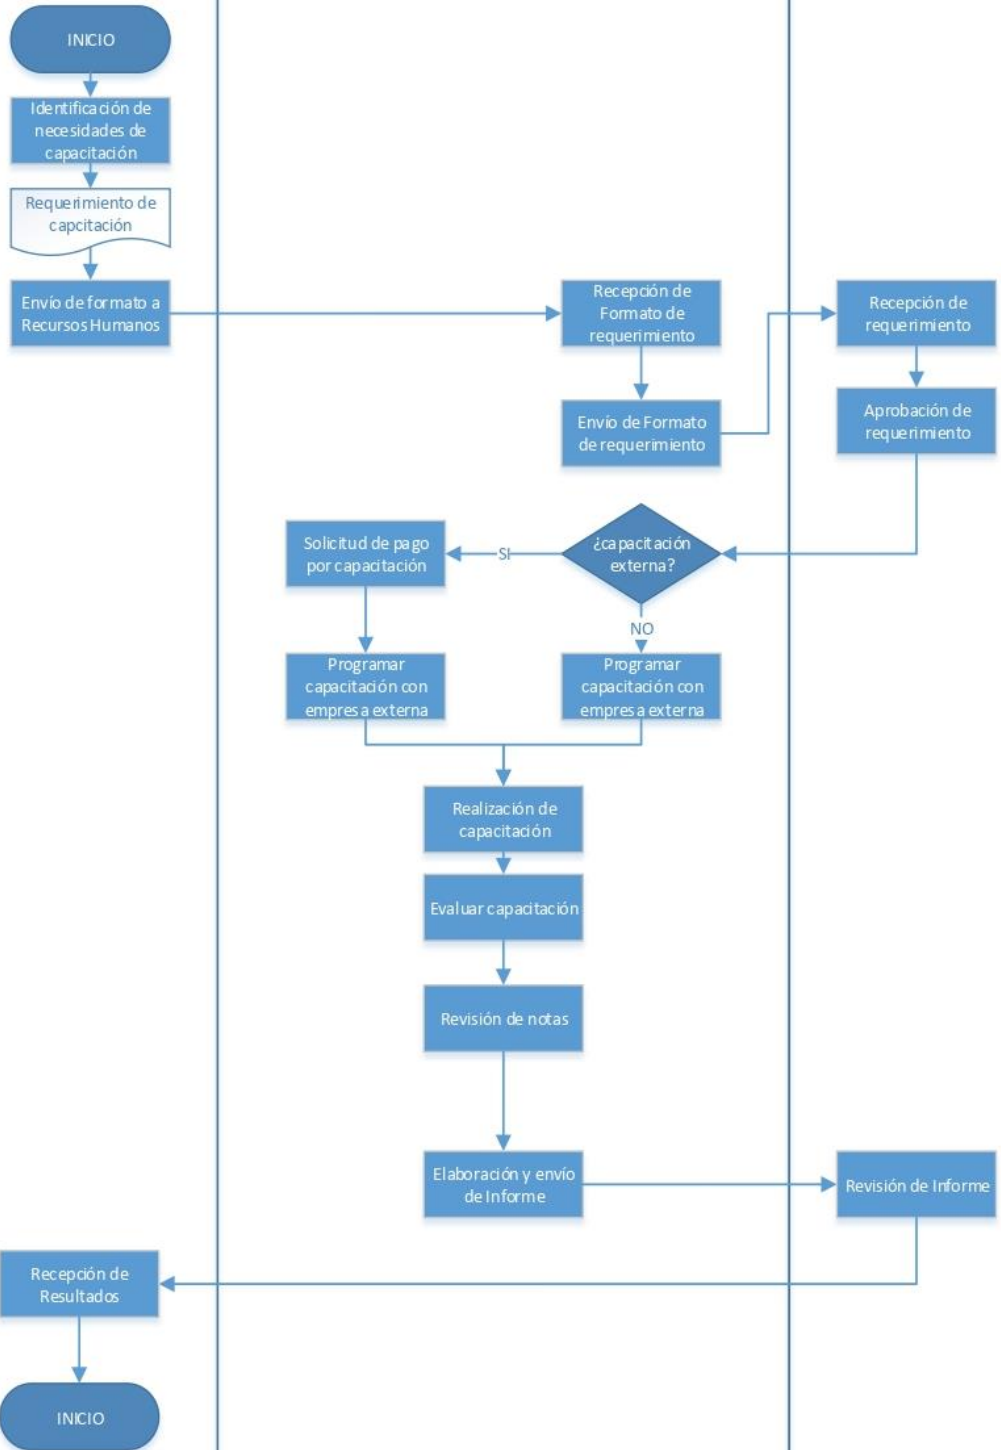 INICIO
Identificación de
necesidades de
capacitación
Requerimiento de
capcitación
Envío de formato a
Recursos Humanos
Recepción de
Formato de
requerimiento
Recepción de
requerimiento
Envío de Formato
de requerimiento
Aprobación de
requerimiento
¿capacitación
externa?
SI
Solicitud de pago
por capacitación
NO
Programar
capacitación con
empresa externa
Programar
capacitación con
empresa externa
Realización de
capacitación
Evaluar capacitación
Revisión de notas
Elaboración y envío
de Informe
Revisión de Informe
Recepción de
Resultados
INICIO